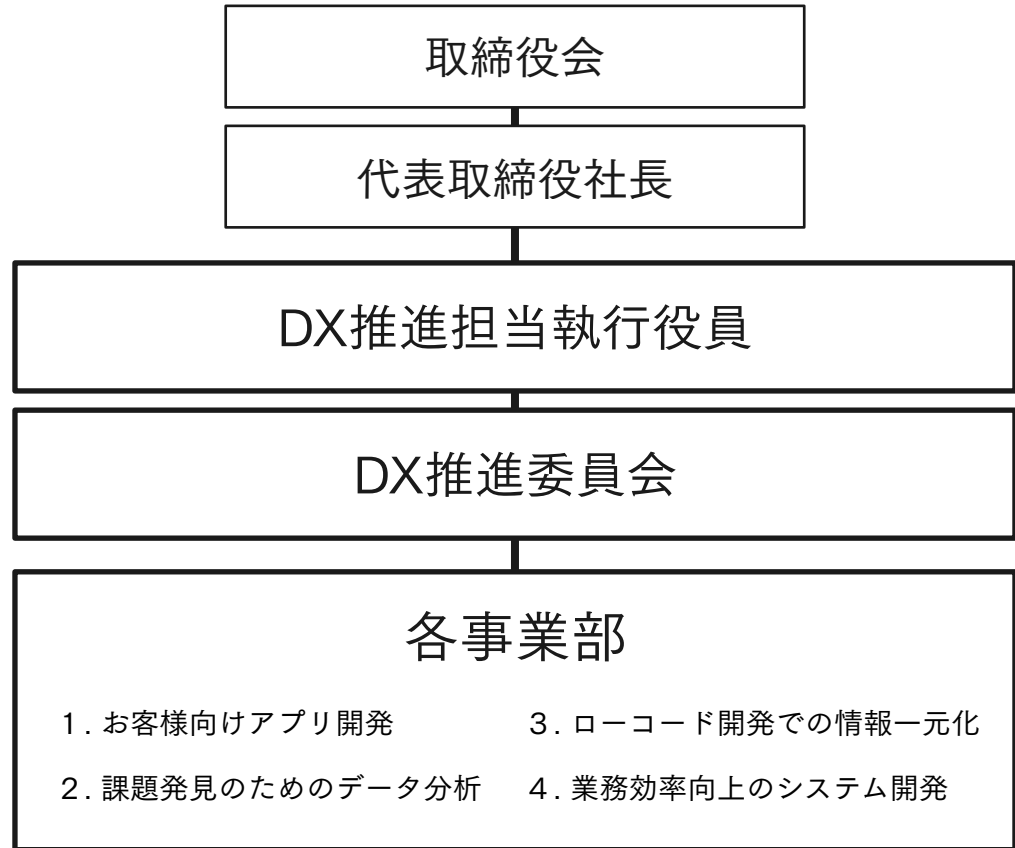 取締役会
代表取締役社長
DX推進担当執行役員
DX推進委員会
各事業部
1. お客様向けアプリ開発
2. 課題発見のためのデータ分析
3. ローコード開発での情報一元化
4. 業務効率向上のシステム開発